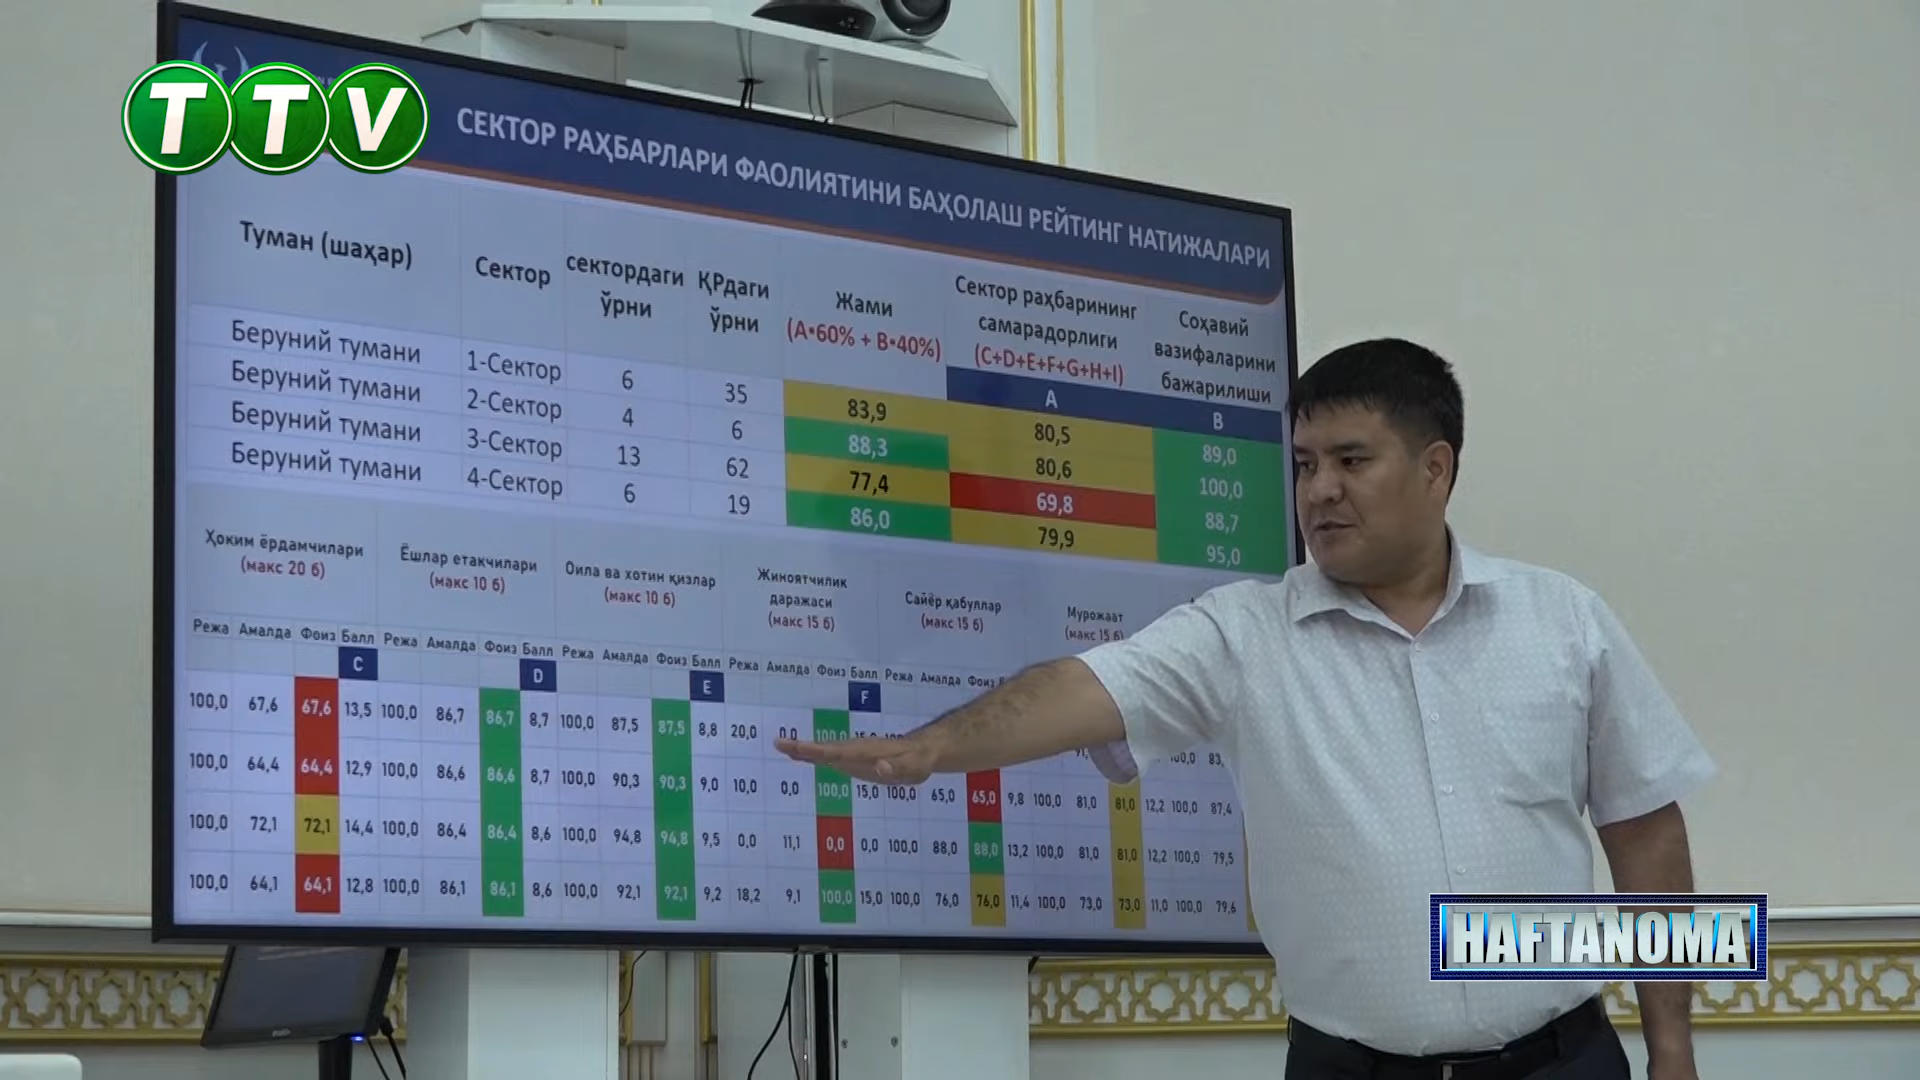 TTV
СЕКТОР РАҲБАРЛАРИ ФАОЛИЯТИНИ БАҲОЛАШ РЕЙТИНГ НАТИЖАЛАРИ
Туман (шаҳар) Сектор сектордаги ўрни ҚРдаги ўрни Жами (A•60% + B•40%) Сектор раҳбарининг самарадорлиги (C+D+E+F+G+H+I) Соҳавий вазифаларини бажарилиши
A B
Беруний тумани 1-Сектор 6 35 83,9 80,5 89,0
Беруний тумани 2-Сектор 4 6 88,3 80,6 100,0
Беруний тумани 3-Сектор 13 62 77,4 69,8 88,7
Беруний тумани 4-Сектор 6 19 86,0 79,9 95,0
Ҳоким ёрдамчилари (макс 20 б) Ёшлар етакчилари (макс 10 б) Оила ва хотин қизлар (макс 10 б) Жиноятчилик даражаси (макс 15 б) Сайёр қабуллар (макс 15 б) Мурожаат (макс 15 б)
Режа Амалда Фоиз Балл Режа Амалда Фоиз Балл Режа Амалда Фоиз Балл Режа Амалда Фоиз Балл Режа Амалда
C D E F
100,0 67,6 67,6 13,5 100,0 86,7 86,7 8,7 100,0 87,5 87,5 8,8 20,0 0,0 100,0
100,0 64,4 64,4 12,9 100,0 86,6 86,6 8,7 100,0 90,3 90,3 9,0 10,0 0,0 100,0 15,0 100,0 65,0 65,0 9,8 100,0 81,0 81,0 12,2 100,0 87,4
100,0 72,1 72,1 14,4 100,0 86,4 86,4 8,6 100,0 94,8 94,8 9,5 0,0 11,1 0,0 0,0 100,0 88,0 88,0 13,2 100,0 81,0 81,0 12,2 100,0 79,5
100,0 64,1 64,1 12,8 100,0 86,1 86,1 8,6 100,0 92,1 92,1 9,2 18,2 9,1 100,0 15,0 100,0 76,0 76,0 11,4 100,0 73,0 73,0 11,0 100,0 79,6
HAFTANOMA